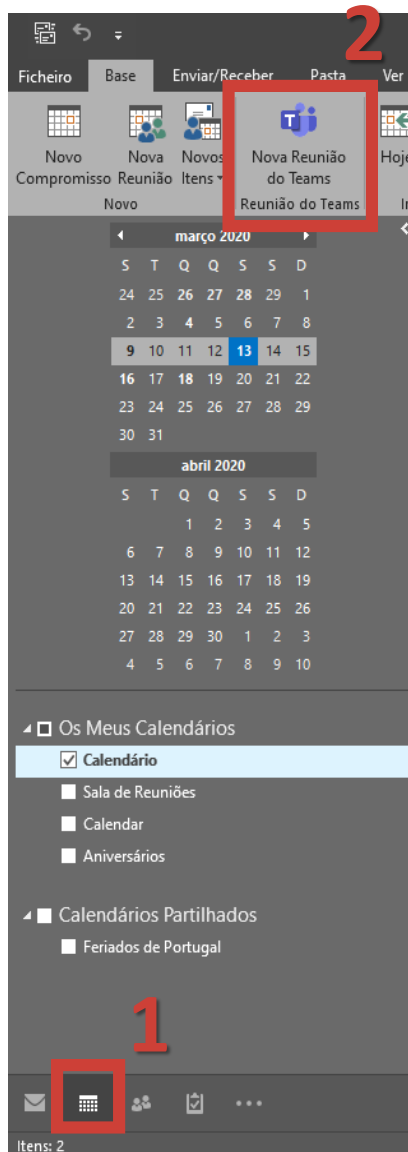 2
Ficheiro Base Enviar/Receber Pasta Ver
Novo Compromisso
Nova Reunião
Novos Itens
Nova Reunião do Teams
Hoje
Novo
Reunião do Teams
março 2020
S T Q Q S S D
24 25 26 27 28 29 1
2 3 4 5 6 7 8
9 10 11 12 13 14 15
16 17 18 19 20 21 22
23 24 25 26 27 28 29
30 31
abril 2020
S T Q Q S S D
1 2 3 4 5
6 7 8 9 10 11 12
13 14 15 16 17 18 19
20 21 22 23 24 25 26
27 28 29 30 1 2 3
4 5 6 7 8 9 10
Os Meus Calendários
Calendário
Sala de Reuniões
Calendar
Aniversários
Calendários Partilhados
Feriados de Portugal
1
Itens: 2